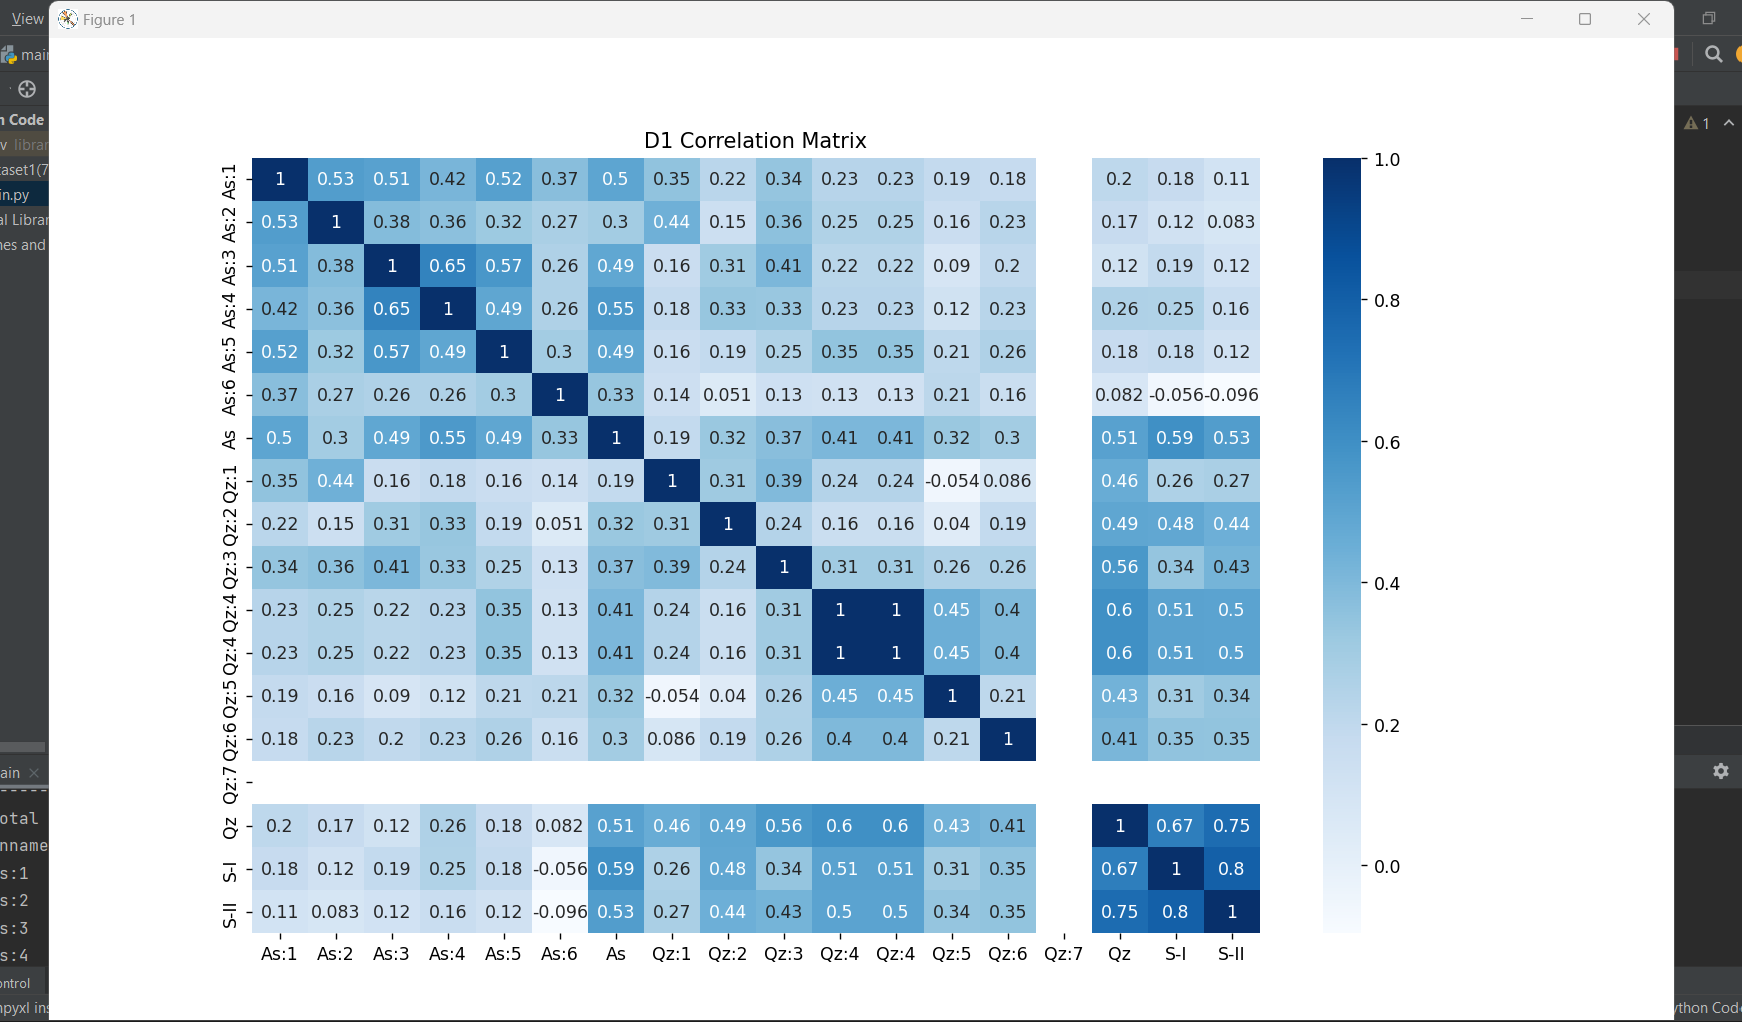 View
Figure 1
main
n Code
v librar
taset1(7
in.py
al Librar
nes and
1
D1 Correlation Matrix
As:1 1 0.53 0.51 0.42 0.52 0.37 0.5 0.35 0.22 0.34 0.23 0.23 0.19 0.18 0.2 0.18 0.11
As:2 0.53 1 0.38 0.36 0.32 0.27 0.3 0.44 0.15 0.36 0.25 0.25 0.16 0.23 0.17 0.12 0.083
As:3 0.51 0.38 1 0.65 0.57 0.26 0.49 0.16 0.31 0.41 0.22 0.22 0.09 0.2 0.12 0.19 0.12
As:4 0.42 0.36 0.65 1 0.49 0.26 0.55 0.18 0.33 0.33 0.23 0.23 0.12 0.23 0.26 0.25 0.16
As:5 0.52 0.32 0.57 0.49 1 0.3 0.49 0.16 0.19 0.25 0.35 0.35 0.21 0.26 0.18 0.18 0.12
As:6 0.37 0.27 0.26 0.26 0.3 1 0.33 0.14 0.051 0.13 0.13 0.13 0.21 0.16 0.082 -0.056 -0.096
As 0.5 0.3 0.49 0.55 0.49 0.33 1 0.19 0.32 0.37 0.41 0.41 0.32 0.3 0.51 0.59 0.53
Qz:1 0.35 0.44 0.16 0.18 0.16 0.14 0.19 1 0.31 0.39 0.24 0.24 -0.054 0.086 0.46 0.26 0.27
Qz:2 0.22 0.15 0.31 0.33 0.19 0.051 0.32 0.31 1 0.24 0.16 0.16 0.04 0.19 0.49 0.48 0.44
Qz:3 0.34 0.36 0.41 0.33 0.25 0.13 0.37 0.39 0.24 1 0.31 0.31 0.26 0.26 0.56 0.34 0.43
Qz:4 0.23 0.25 0.22 0.23 0.35 0.13 0.41 0.24 0.16 0.31 1 1 0.45 0.4 0.6 0.51 0.5
Qz:4 0.23 0.25 0.22 0.23 0.35 0.13 0.41 0.24 0.16 0.31 1 1 0.45 0.4 0.6 0.51 0.5
Qz:5 0.19 0.16 0.09 0.12 0.21 0.21 0.32 -0.054 0.04 0.26 0.45 0.45 1 0.21 0.43 0.31 0.34
Qz:6 0.18 0.23 0.2 0.23 0.26 0.16 0.3 0.086 0.19 0.26 0.4 0.4 0.21 1 0.41 0.35 0.35
Qz:7
Qz 0.2 0.17 0.12 0.26 0.18 0.082 0.51 0.46 0.49 0.56 0.6 0.6 0.43 0.41 1 0.67 0.75
S-I 0.18 0.12 0.19 0.25 0.18 -0.056 0.59 0.26 0.48 0.34 0.51 0.51 0.31 0.35 0.67 1 0.8
S-II 0.11 0.083 0.12 0.16 0.12 -0.096 0.53 0.27 0.44 0.43 0.5 0.5 0.34 0.35 0.75 0.8 1
As:1 As:2 As:3 As:4 As:5 As:6 As Qz:1 Qz:2 Qz:3 Qz:4 Qz:4 Qz:5 Qz:6 Qz:7 Qz S-I S-II
1.0
0.8
0.6
0.4
0.2
0.0
ain
otal
nname
s:1
s:2
s:3
s:4
ontrol
npyxl ins
ython Cod